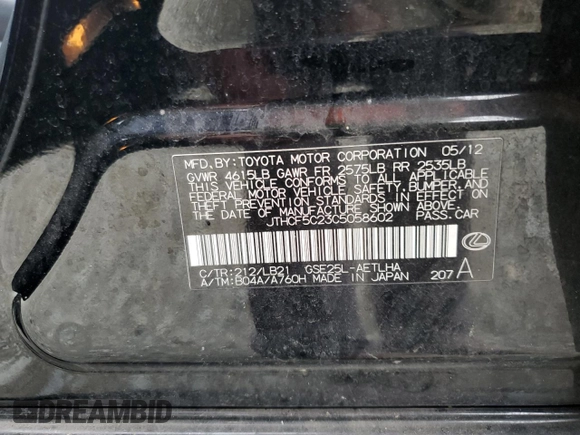 MFD.BY:TOYOTA MOTOR CORPORATION 05/12
GVWR 4615LB GAWR FR 2575LB RR 2535LB
THIS VEHICLE CONFORMS TO ALL APPLICABLE
FEDERAL MOTOR VEHICLE SAFETY, BUMPER, AND
THEFT PREVENTION STANDARDS IN EFFECT ON
THE DATE OF MANUFACTURE SHOWN ABOVE.
JTHCF5C23C5058602 PASS.CAR
C/TR:212/LB21 GSE25L-AETLHA
A/TM:B04A/A760H MADE IN JAPAN 207 A
DREAMBID